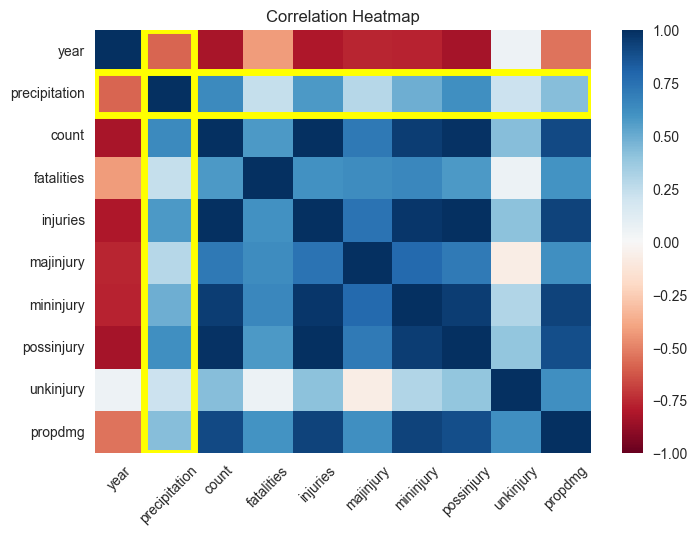 Correlation Heatmap
year
precipitation
count
fatalities
injuries
majinjury
mininjury
possinjury
unkinjury
propdmg
year
precipitation
count
fatalities
injuries
majinjury
mininjury
possinjury
unkinjury
propdmg
1.00
0.75
0.50
0.25
0.00
−0.25
−0.50
−0.75
−1.00